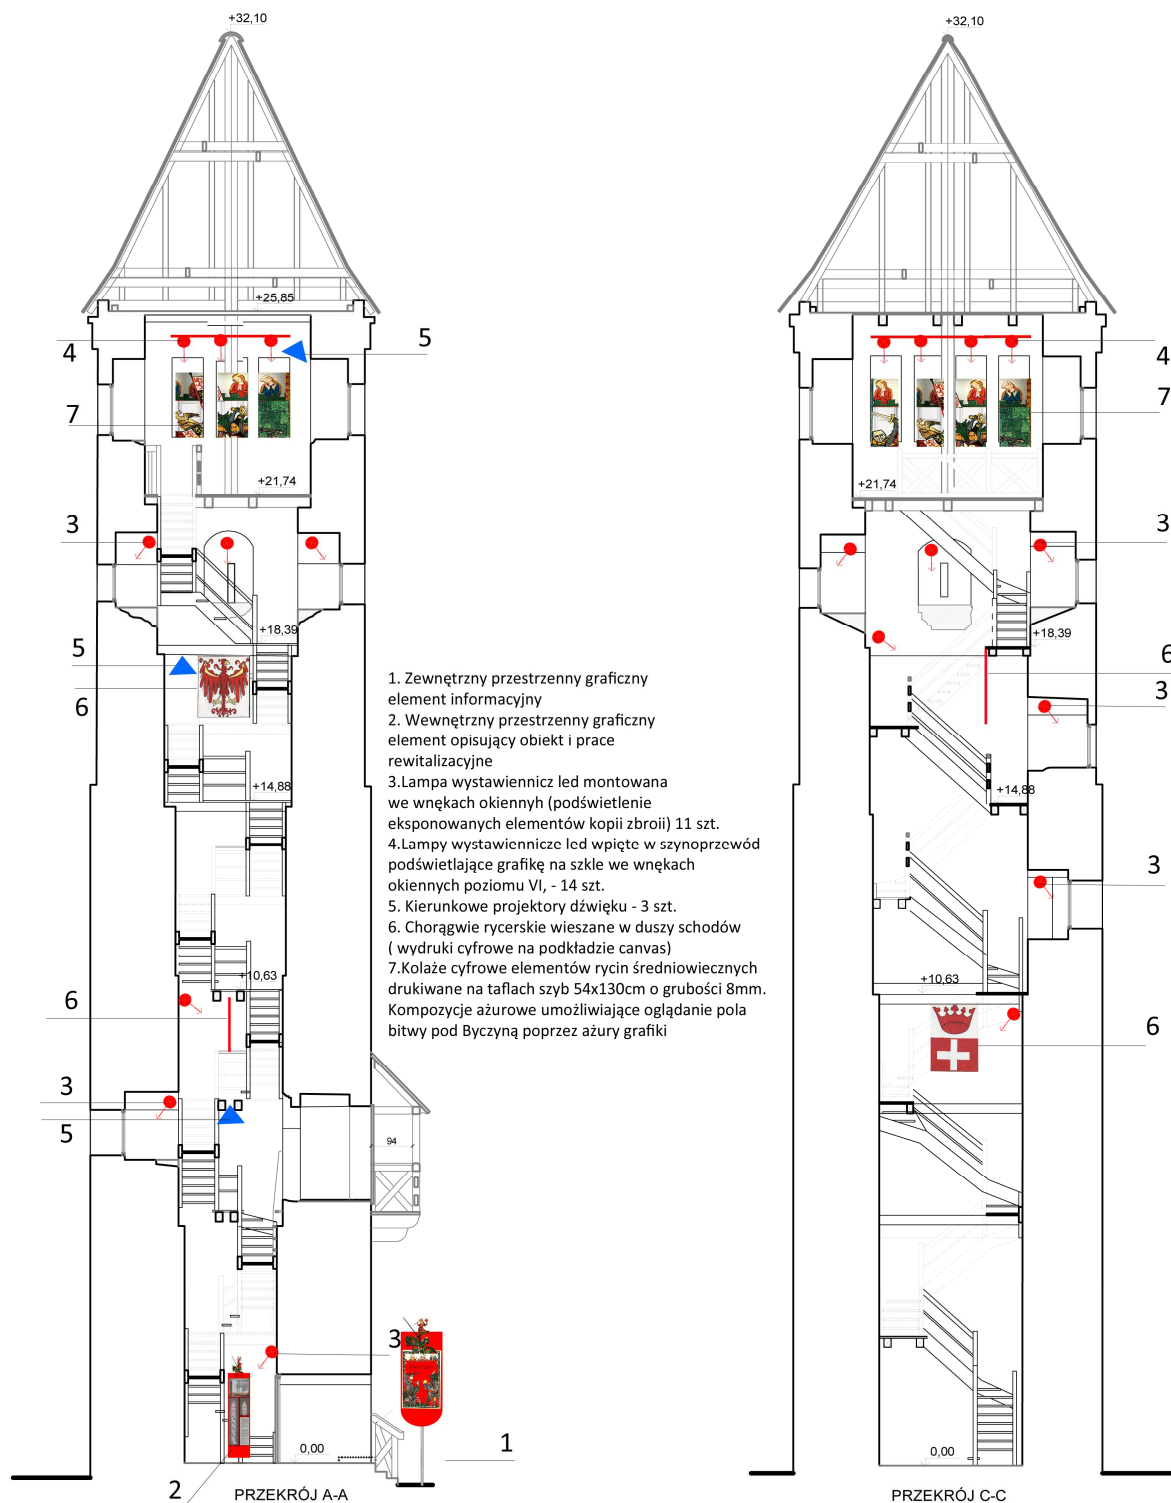 +32,10
+32,10
+25,85
5
4
4
7
7
+21,74
+21,74
3
3
+18,39
+18,39
5
6
6
3
1. Zewnętrzny przestrzenny graficzny
element informacyjny
2. Wewnętrzny przestrzenny graficzny
element opisujący obiekt i prace
rewitalizacyjne
3.Lampa wystawiennicz led montowana
we wnękach okiennyh (podświetlenie
eksponowanych elementów kopii zbroii) 11 szt.
4.Lampy wystawiennicze led wpięte w szynoprzewód
podświetlające grafikę na szkle we wnękach
okiennych poziomu VI, - 14 szt.
5. Kierunkowe projektory dźwięku - 3 szt.
6. Chorągwie rycerskie wieszane w duszy schodów
( wydruki cyfrowe na podkładzie canvas)
7.Kolaże cyfrowe elementów rycin średniowiecznych
drukiwane na taflach szyb 54x130cm o grubości 8mm.
Kompozycje ażurowe umożliwiające oglądanie pola
bitwy pod Byczyną poprzez ażury grafiki
+14,88
+14,88
3
+10,63
+10,63
6
6
3
5
94
3
0,00
0,00
1
2
PRZEKRÓJ A-A
PRZEKRÓJ C-C